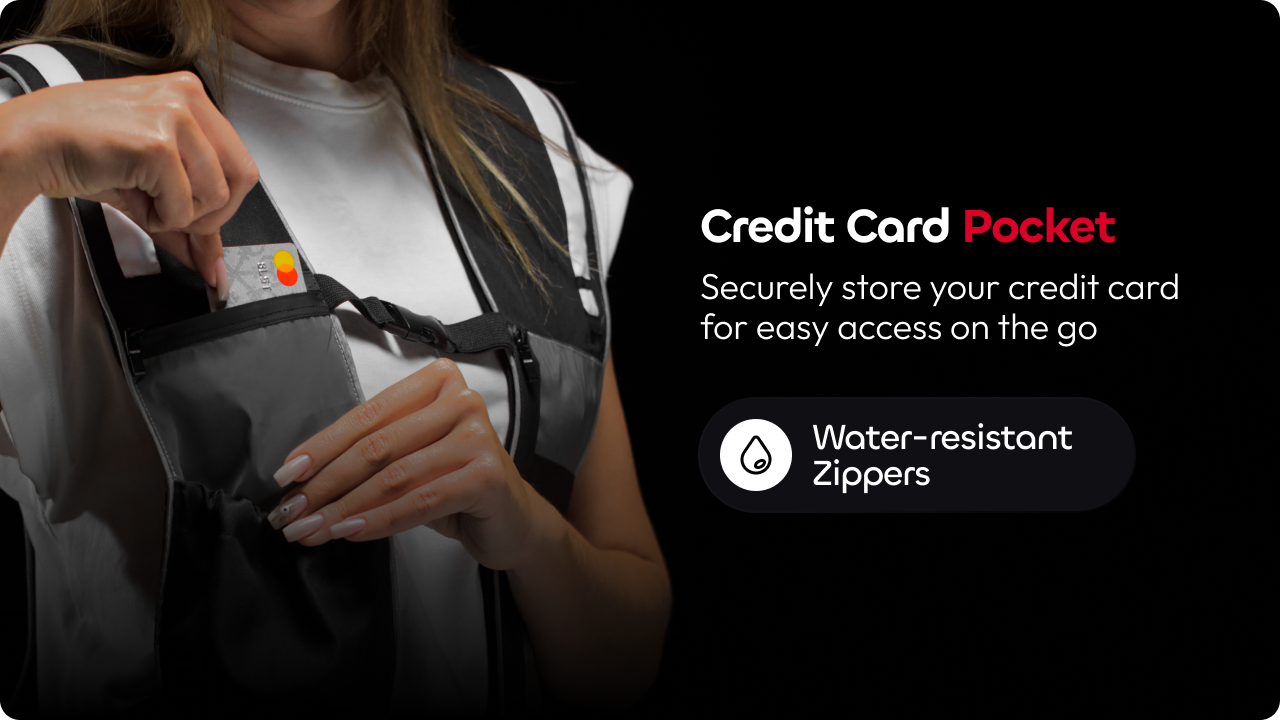 Credit Card Pocket
Securely store your credit card
for easy access on the go
Water-resistant
Zippers